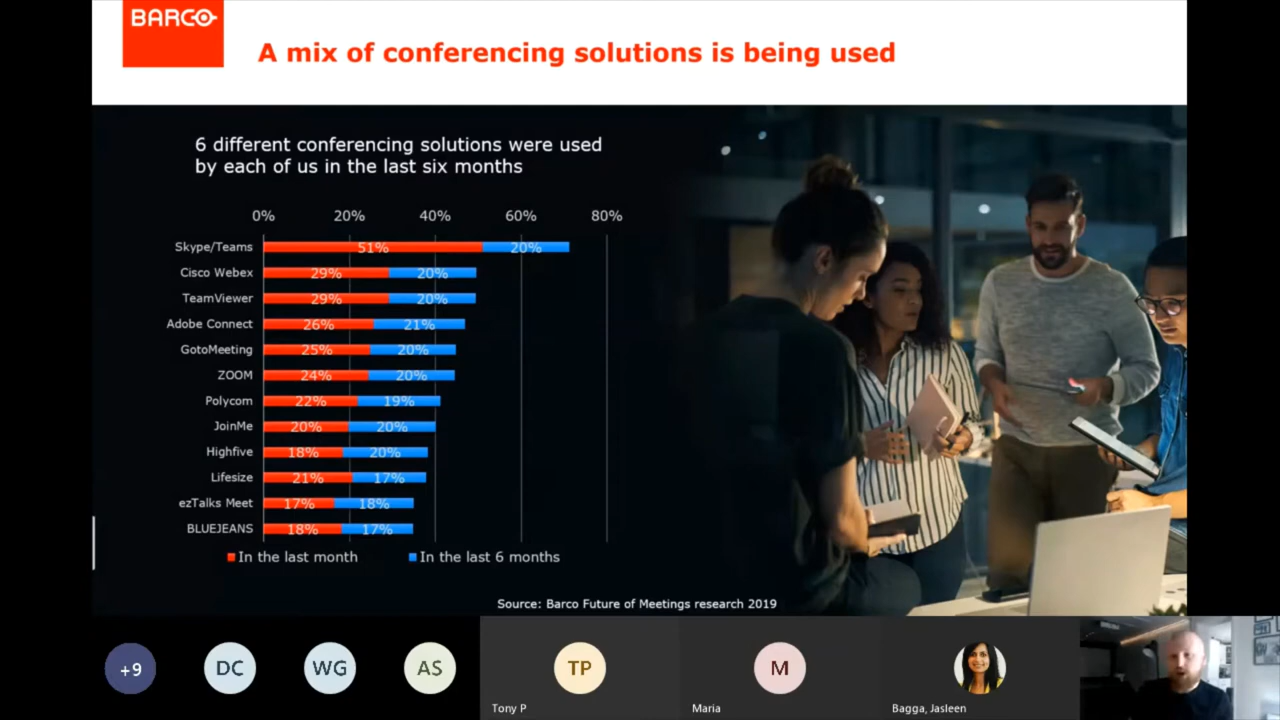 BARCO
A mix of conferencing solutions is being used
6 different conferencing solutions were used
by each of us in the last six months
0% 20% 40% 60% 80%
Skype/Teams 51% 20%
Cisco Webex 29% 20%
TeamViewer 29% 20%
Adobe Connect 26% 21%
GotoMeeting 25% 20%
ZOOM 24% 20%
Polycom 22% 19%
JoinMe 20% 20%
Highfive 18% 20%
Lifesize 21% 17%
ezTalks Meet 17% 18%
BLUEJEANS 18% 17%
In the last month In the last 6 months
Source: Barco Future of Meetings research 2019
+9 DC WG AS TP M
Tony P Maria Bagga, Jasleen